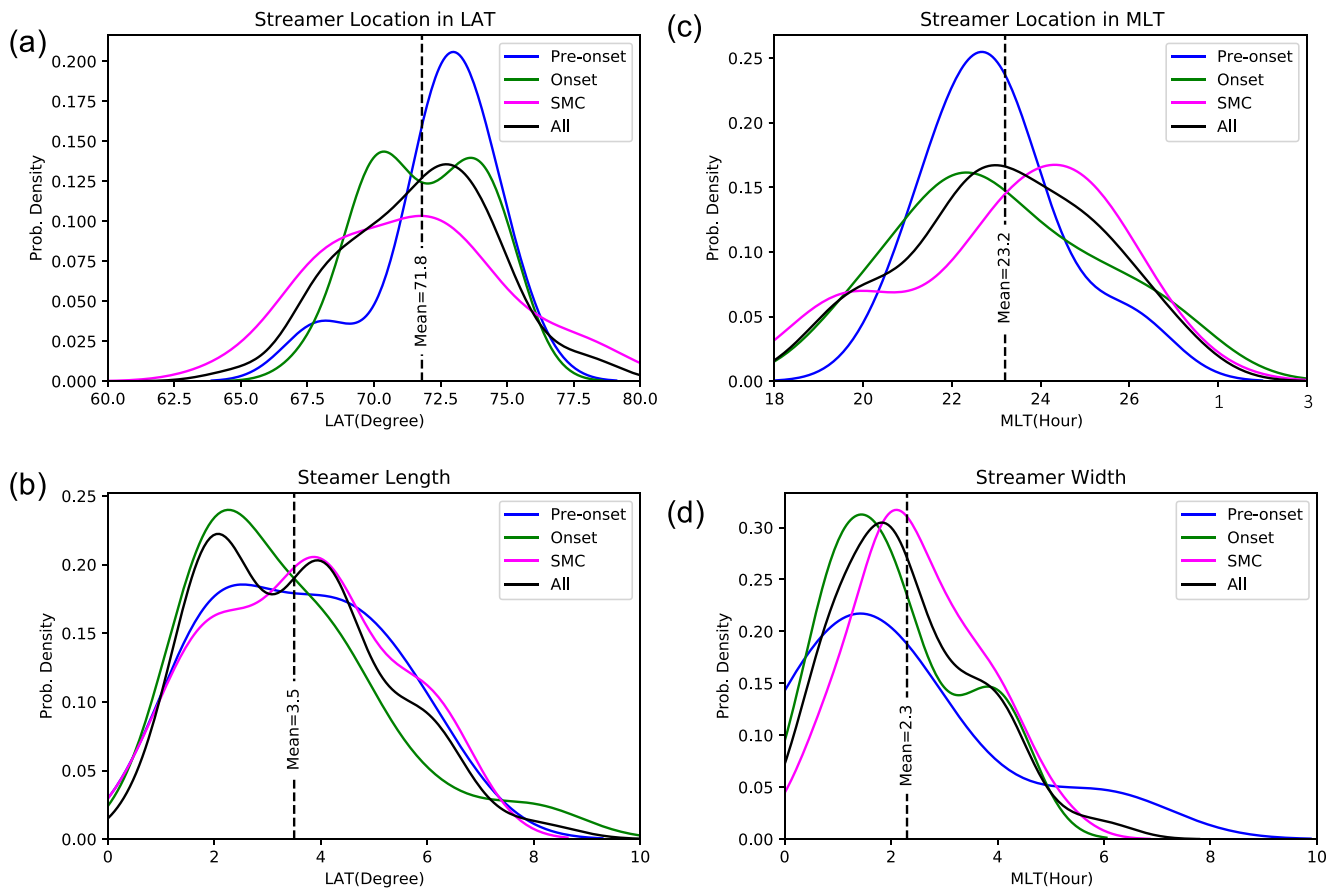 (a)
Streamer Location in LAT
Prob. Density
0.200
0.175
0.150
0.125
0.100
0.075
0.050
0.025
0.000
Pre-onset
Onset
SMC
All
Mean=71.8
60.0 62.5 65.0 67.5 70.0 72.5 75.0 77.5 80.0
LAT(Degree)
(c)
Streamer Location in MLT
Prob. Density
0.25
0.20
0.15
0.10
0.05
0.00
Pre-onset
Onset
SMC
All
Mean=23.2
18 20 22 24 26 1 3
MLT(Hour)
(b)
Steamer Length
Prob. Density
0.25
0.20
0.15
0.10
0.05
0.00
Pre-onset
Onset
SMC
All
Mean=3.5
0 2 4 6 8 10
LAT(Degree)
(d)
Streamer Width
Prob. Density
0.30
0.25
0.20
0.15
0.10
0.05
0.00
Pre-onset
Onset
SMC
All
Mean=2.3
0 2 4 6 8 10
MLT(Hour)